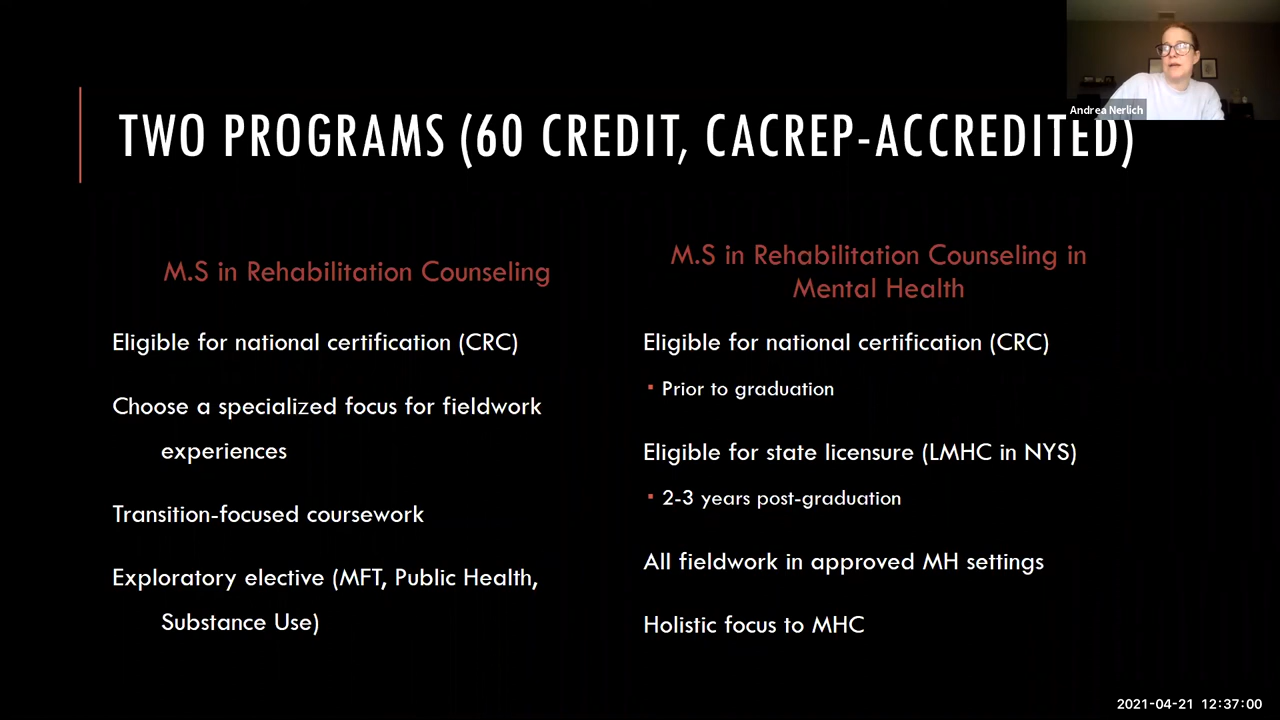 Andrea Nerlich
TWO PROGRAMS (60 CREDIT, CACREP-ACCREDITED)
M.S in Rehabilitation Counseling
Eligible for national certification (CRC)
Choose a specialized focus for fieldwork
experiences
Transition-focused coursework
Exploratory elective (MFT, Public Health,
Substance Use)
M.S in Rehabilitation Counseling in
Mental Health
Eligible for national certification (CRC)
▪ Prior to graduation
Eligible for state licensure (LMHC in NYS)
▪ 2-3 years post-graduation
All fieldwork in approved MH settings
Holistic focus to MHC
2021-04-21 12:37:00